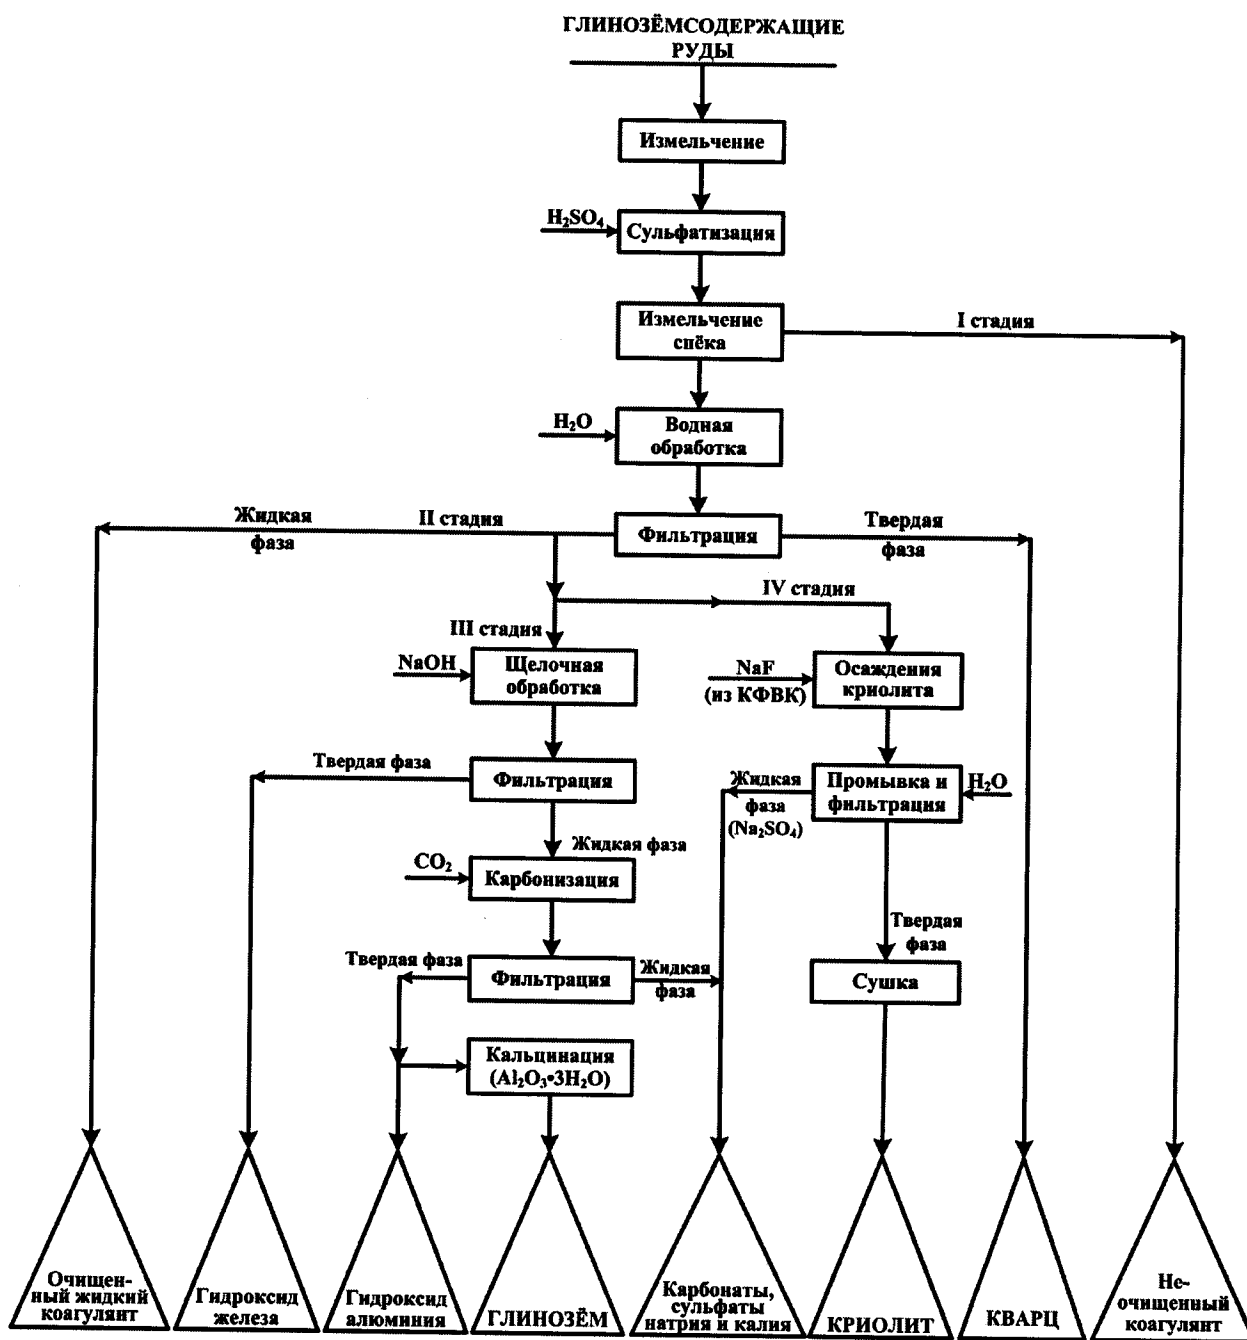 ГЛИНОЗЁМСОДЕРЖАЩИЕ
РУДЫ
Измельчение
H₂SO₄
Сульфатизация
Измельчение
спёка
I стадия
H₂O
Водная
обработка
Жидкая
фаза
II стадия
Фильтрация
Твердая
фаза
IV стадия
III стадия
NaOH
Щелочная
обработка
NaF
(из КФВК)
Осаждения
криолита
Твердая фаза
Фильтрация
Жидкая
фаза
(Na₂SO₄)
Промывка и
фильтрация
H₂O
Жидкая фаза
CO₂
Карбонизация
Твердая
фаза
Твердая фаза
Фильтрация
Жидкая
фаза
Сушка
Кальцинация
(Al₂O₃•3H₂O)
Очищен-
ный жидкий
коагулянт
Гидроксид
железа
Гидроксид
алюминия
ГЛИНОЗЁМ
Карбонаты,
сульфаты
натрия и калия
КРИОЛИТ
КВАРЦ
Не-
очищенный
коагулянт